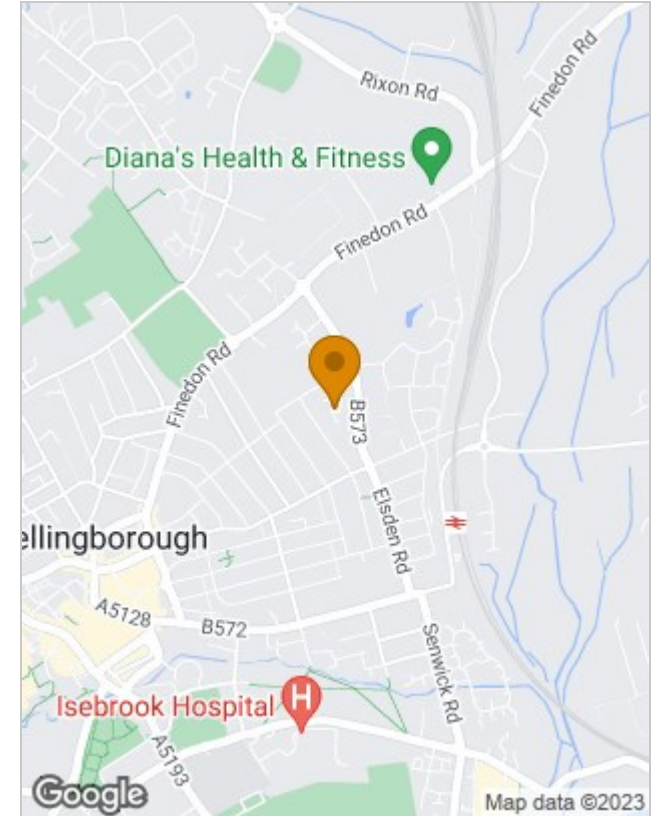 Rixon Rd
Finedon Rd
Diana's Health & Fitness
Finedon Rd
Finedon Rd
B573
Elsden Rd
ellingborough
A5128
B572
Senwick Rd
Isebrook Hospital
H
A5193
Google
Map data ©2023